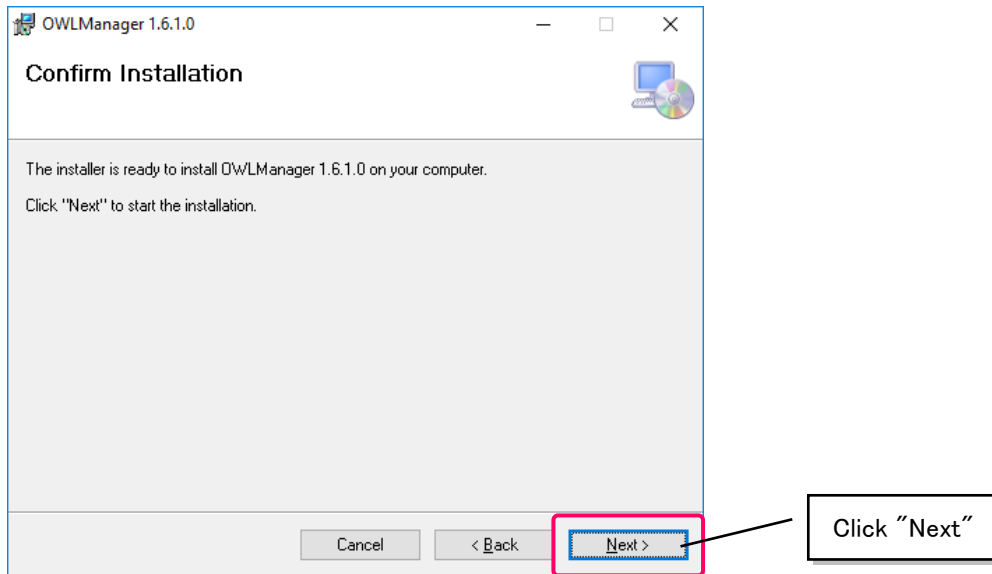 OWLManager 1.6.1.0
Confirm Installation
The installer is ready to install OWLManager 1.6.1.0 on your computer.
Click "Next" to start the installation.
Cancel
< Back
Next >
Click "Next"